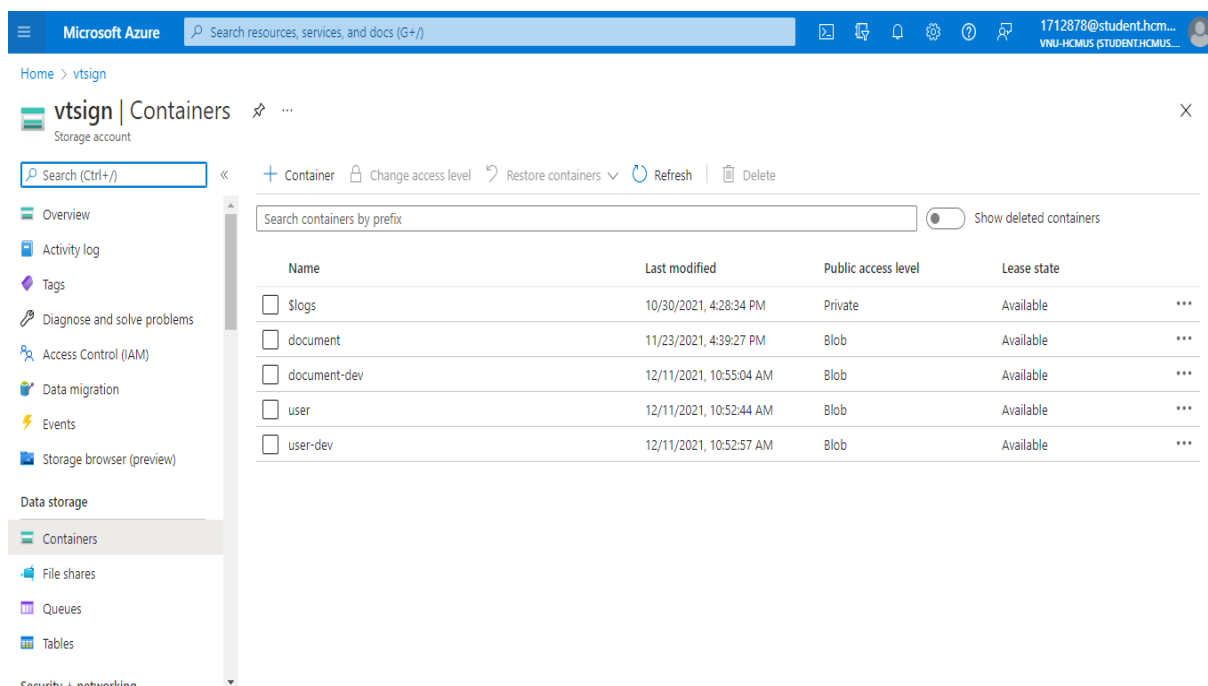 Microsoft Azure
Search resources, services, and docs (G+/)
1712878@student.hcm...
VNU-HCMUS (STUDENT.HCMUS....
Home > vtsign
vtsign | Containers
Storage account
Search (Ctrl+/)
Overview
Activity log
Tags
Diagnose and solve problems
Access Control (IAM)
Data migration
Events
Storage browser (preview)
Data storage
Containers
File shares
Queues
Tables
Security + networking
+ Container Change access level Restore containers Refresh Delete
Search containers by prefix
Show deleted containers
Name Last modified Public access level Lease state
$logs 10/30/2021, 4:28:34 PM Private Available
document 11/23/2021, 4:39:27 PM Blob Available
document-dev 12/11/2021, 10:55:04 AM Blob Available
user 12/11/2021, 10:52:44 AM Blob Available
user-dev 12/11/2021, 10:52:57 AM Blob Available